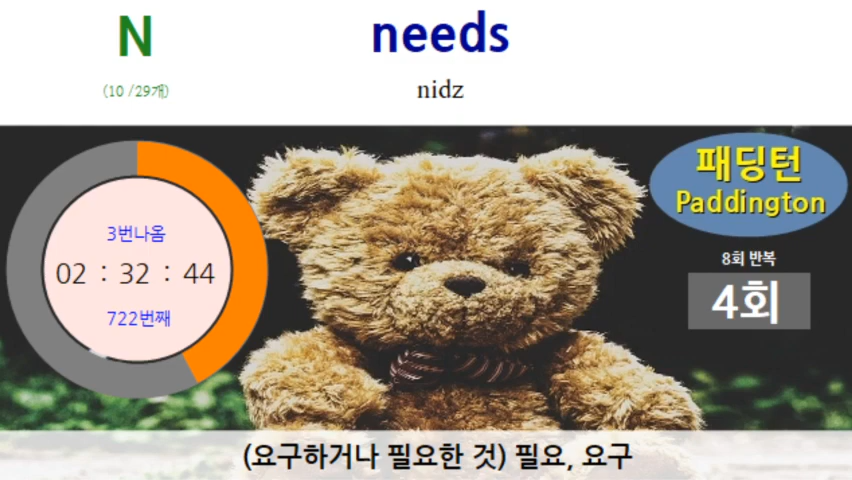 N
(10 /29개)
needs
nidz
3번나옴
02 : 32 : 44
722번째
패딩턴
Paddington
8회 반복
4회
(요구하거나 필요한 것) 필요, 요구